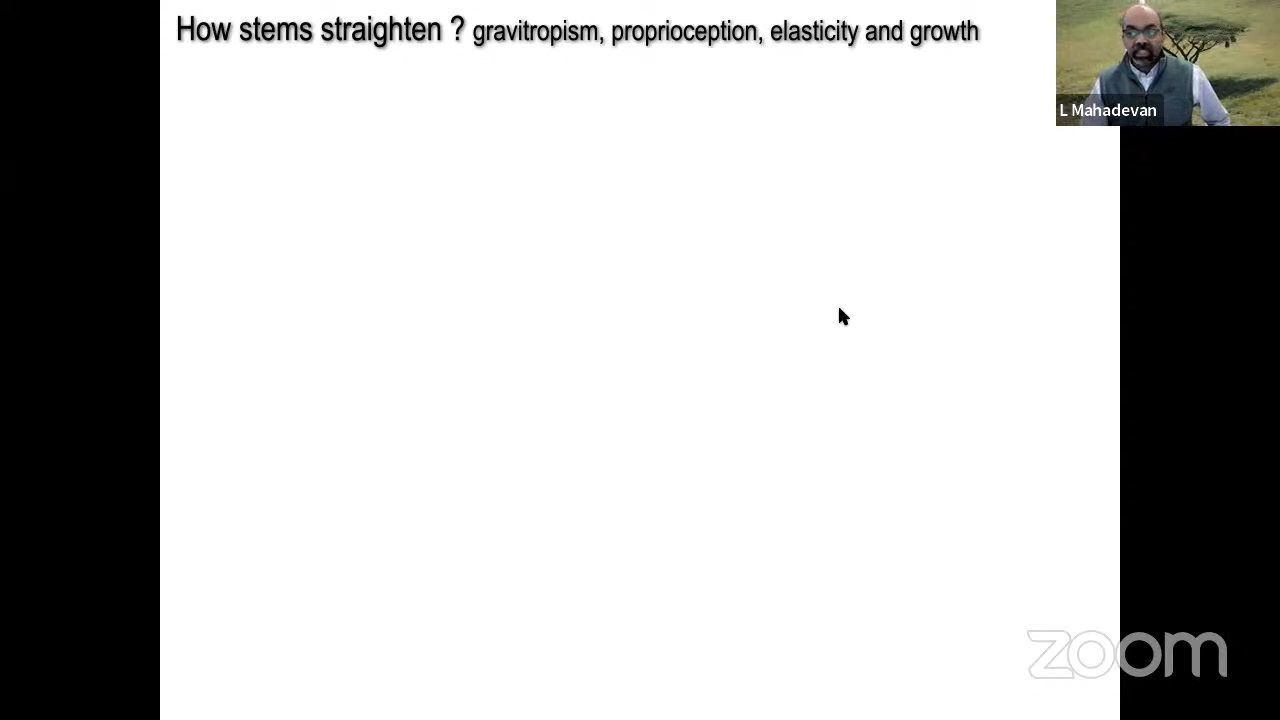 How stems straighten ? gravitropism, proprioception, elasticity and growth
L Mahadevan
zoom